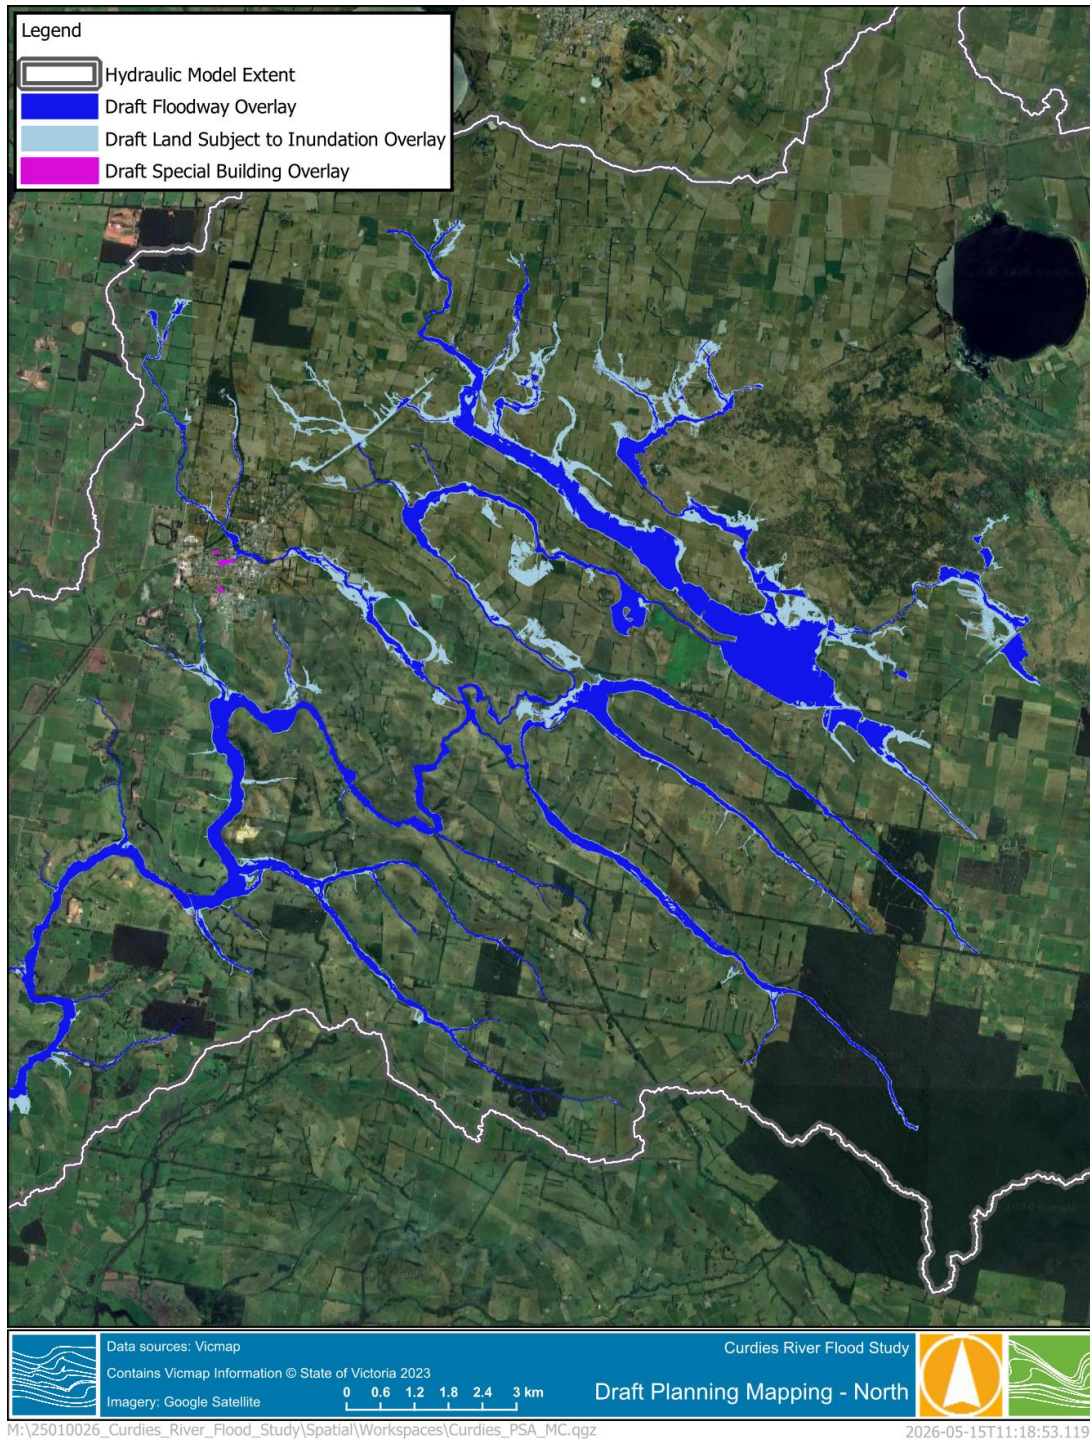 Legend
Hydraulic Model Extent
Draft Floodway Overlay
Draft Land Subject to Inundation Overlay
Draft Special Building Overlay
Data sources: Vicmap
Contains Vicmap Information © State of Victoria 2023
Imagery: Google Satellite
0 0.6 1.2 1.8 2.4 3 km
Curdies River Flood Study
Draft Planning Mapping - North
M:\25010026_Curdies_River_Flood_Study\Spatial\Workspaces\Curdies_PSA_MC.qgz
2026-05-15T11:18:53.119